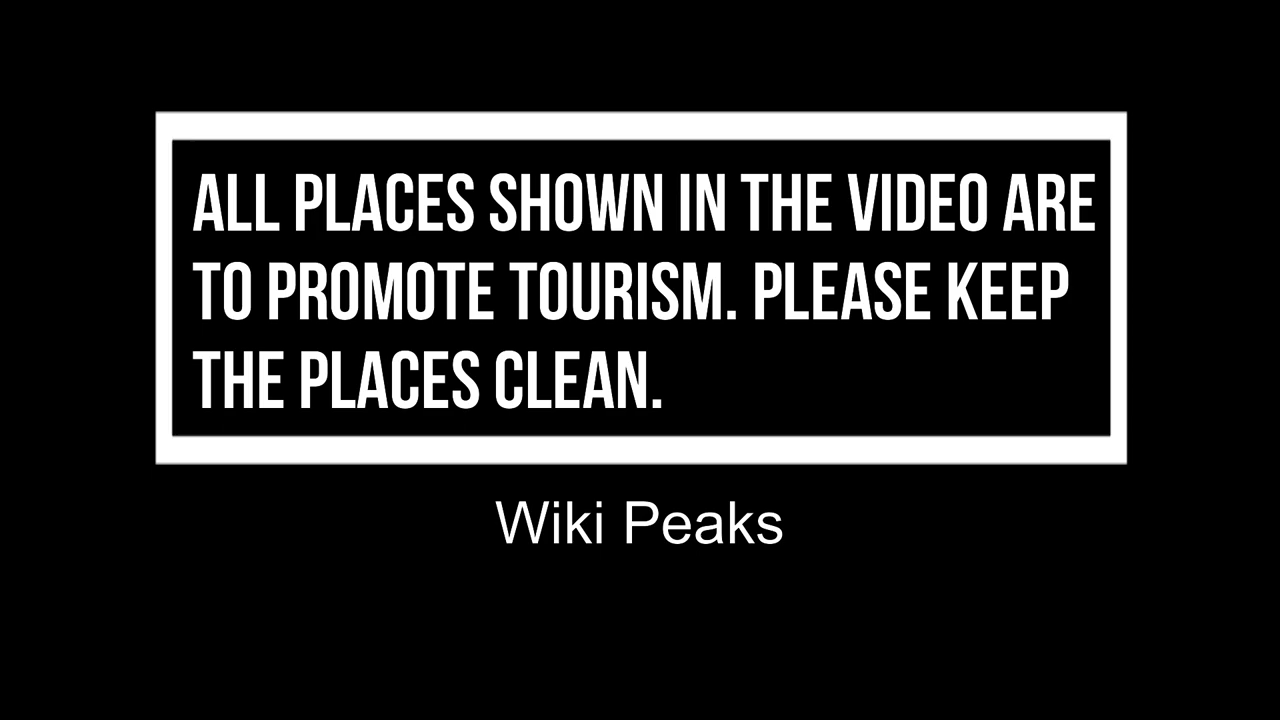 ALL PLACES SHOWN IN THE VIDEO ARE
TO PROMOTE TOURISM. PLEASE KEEP
THE PLACES CLEAN.
Wiki Peaks